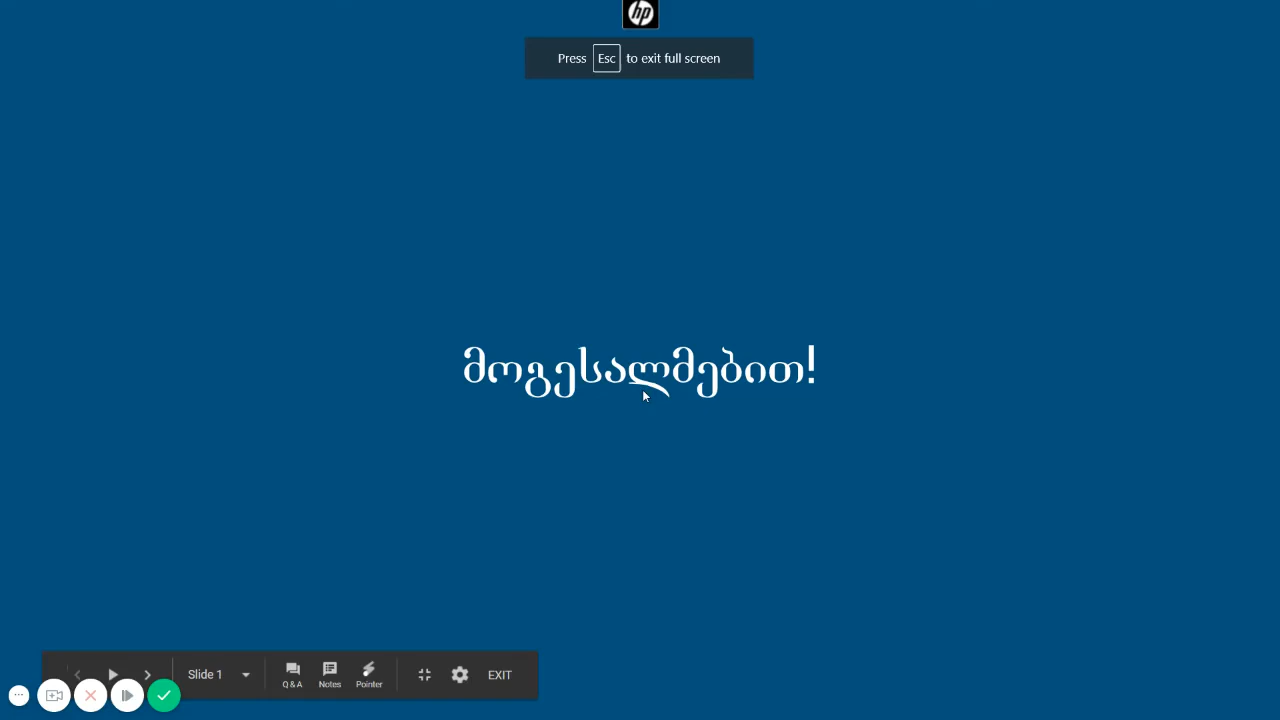 hp
Press Esc to exit full screen
მოგესალმებით!
Slide 1
Q & A
Notes
Pointer
EXIT